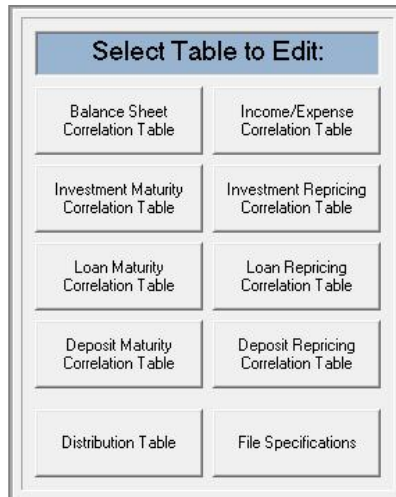 Select Table to Edit:
Balance Sheet
Correlation Table
Income/Expense
Correlation Table
Investment Maturity
Correlation Table
Investment Repricing
Correlation Table
Loan Maturity
Correlation Table
Loan Repricing
Correlation Table
Deposit Maturity
Correlation Table
Deposit Repricing
Correlation Table
Distribution Table
File Specifications